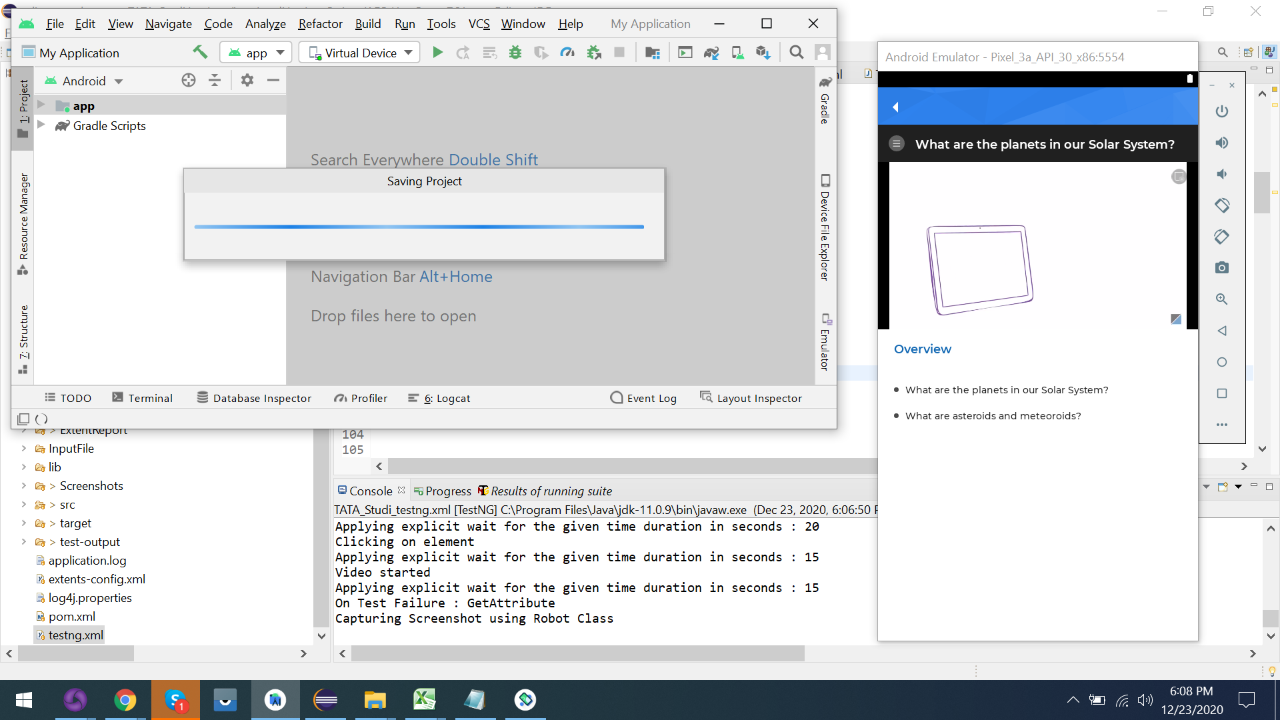 File Edit View Navigate Code Analyze Refactor Build Run Tools VCS Window Help My Application
My Application
app
Virtual Device
Android
1: Project
app
Gradle Scripts
Resource Manager
7: Structure
Search Everywhere Double Shift
Saving Project
Navigation Bar Alt+Home
Drop files here to open
Gradle
Device File Explorer
Emulator
TODO Terminal Database Inspector Profiler 6: Logcat Event Log Layout Inspector
Android Emulator - Pixel_3a_API_30_x86:5554
What are the planets in our Solar System?
Overview
What are the planets in our Solar System?
What are asteroids and meteoroids?
> ExtentReport
InputFile
lib
> Screenshots
> src
> target
> test-output
application.log
extents-config.xml
log4j.properties
pom.xml
testng.xml
104
105
Console Progress Results of running suite
TATA_Studi_testng.xml [TestNG] C:\Program Files\Java\jdk-11.0.9\bin\javaw.exe (Dec 23, 2020, 6:06:50
Applying explicit wait for the given time duration in seconds : 20
Clicking on element
Applying explicit wait for the given time duration in seconds : 15
Video started
Applying explicit wait for the given time duration in seconds : 15
On Test Failure : GetAttribute
Capturing Screenshot using Robot Class
1
6:08 PM
12/23/2020